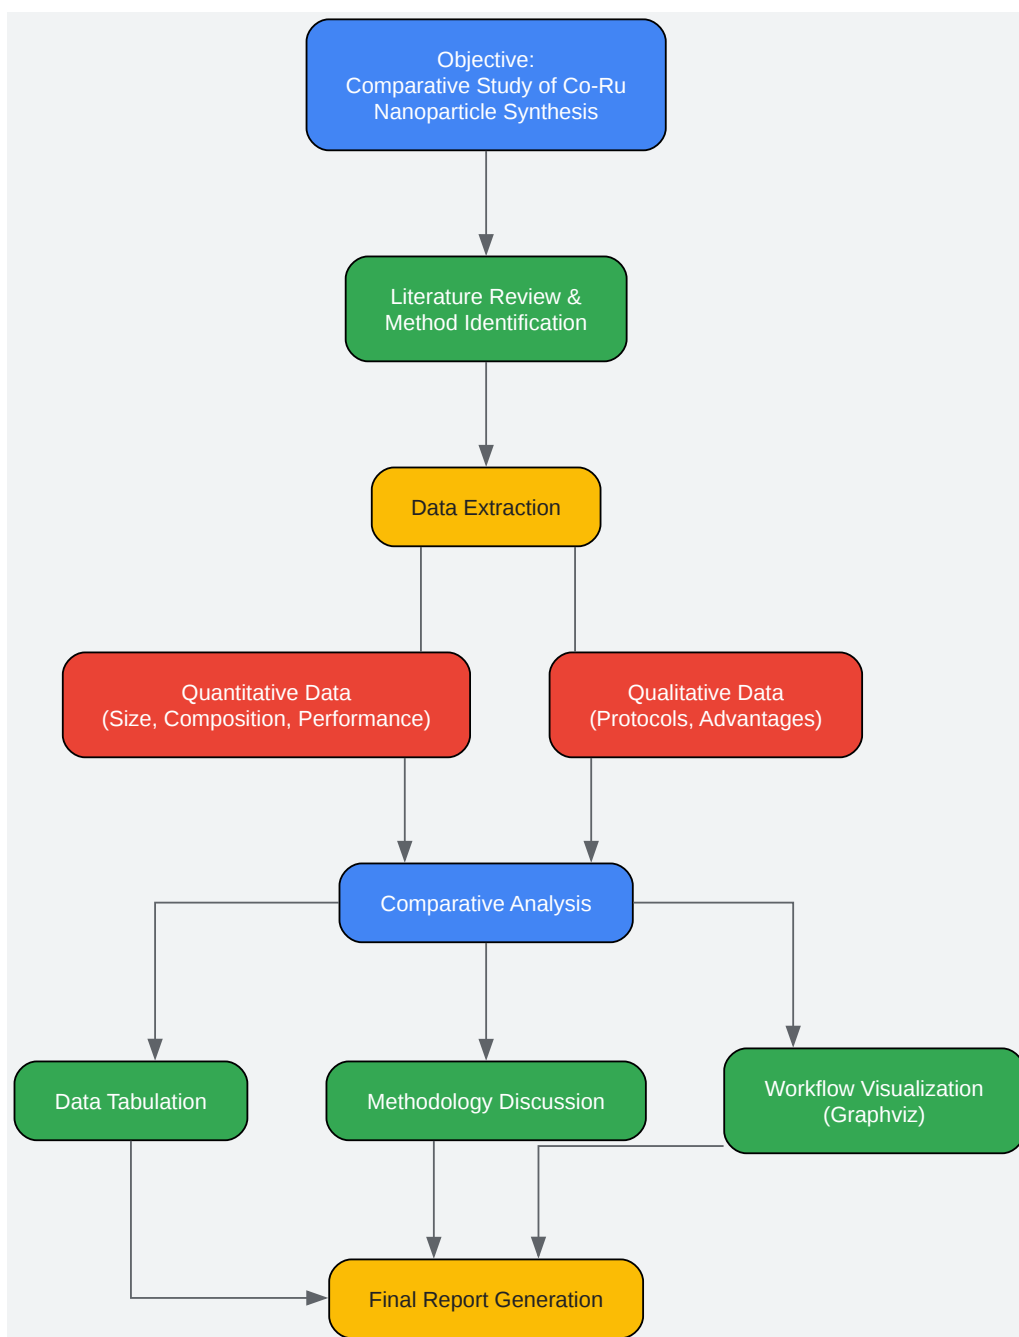 Objective:
Comparative Study of Co-Ru
Nanoparticle Synthesis
Literature Review &
Method Identification
Data Extraction
Quantitative Data
(Size, Composition, Performance)
Qualitative Data
(Protocols, Advantages)
Comparative Analysis
Data Tabulation
Methodology Discussion
Workflow Visualization
(Graphviz)
Final Report Generation